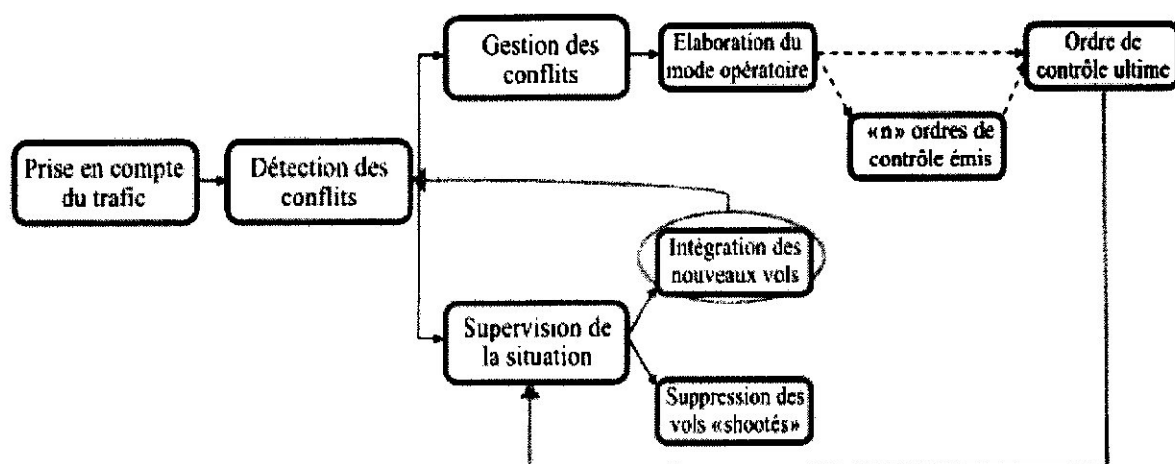 Gestion des
conflits
Elaboration du
mode opératoire
Ordre de
contrôle ultime
«n» ordres de
contrôle émis
Prise en compte
du trafic
Détection des
conflits
Intégration des
nouveaux vols
Supervision de
la situation
Suppression des
vols «shootés»